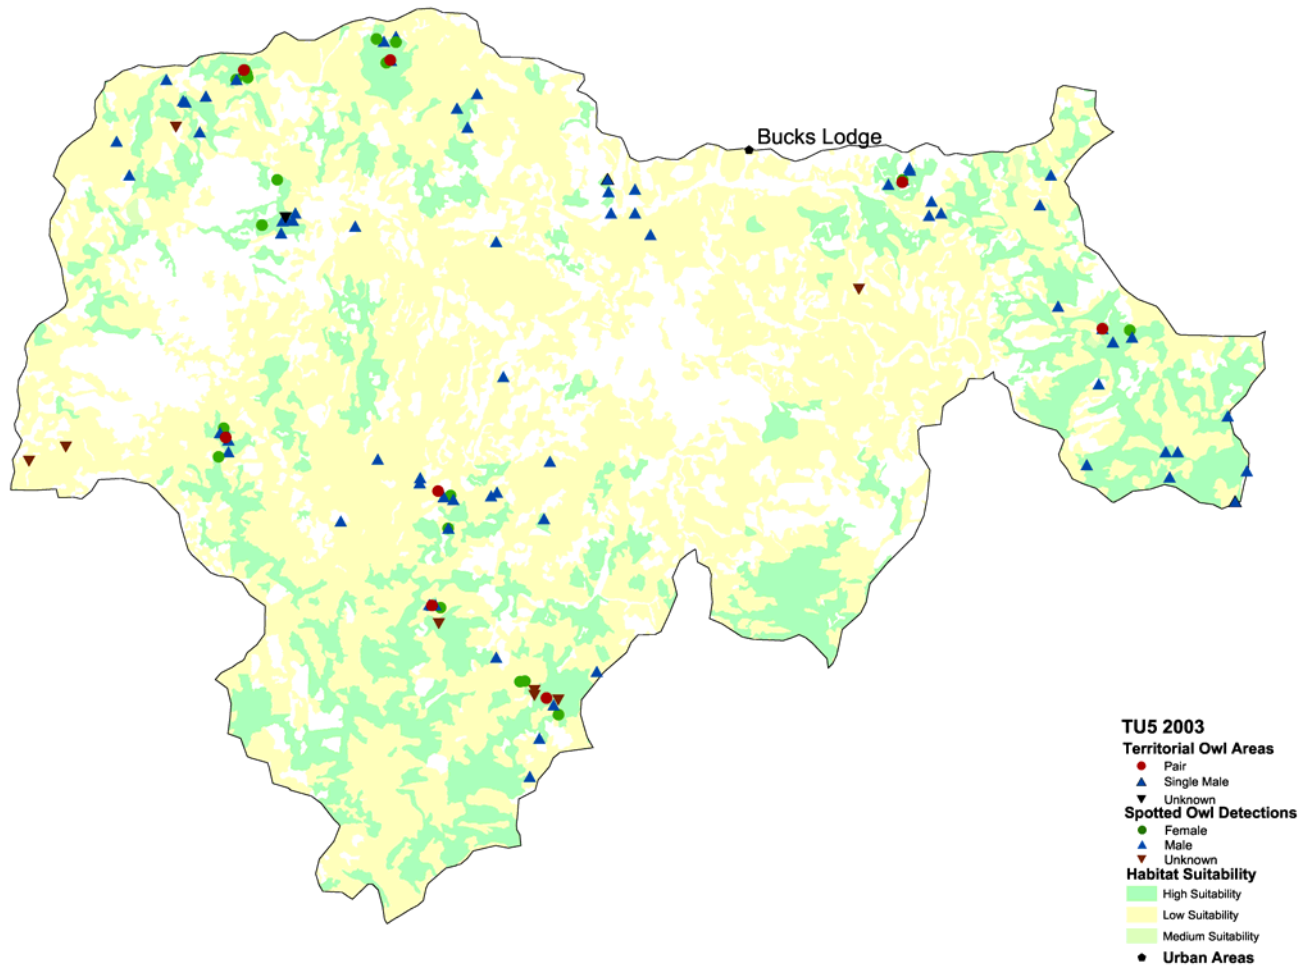 Bucks Lodge
TU5 2003
Territorial Owl Areas
Pair
Single Male
Unknown
Spotted Owl Detections
Female
Male
Unknown
Habitat Suitability
High Suitability
Low Suitability
Medium Suitability
Urban Areas